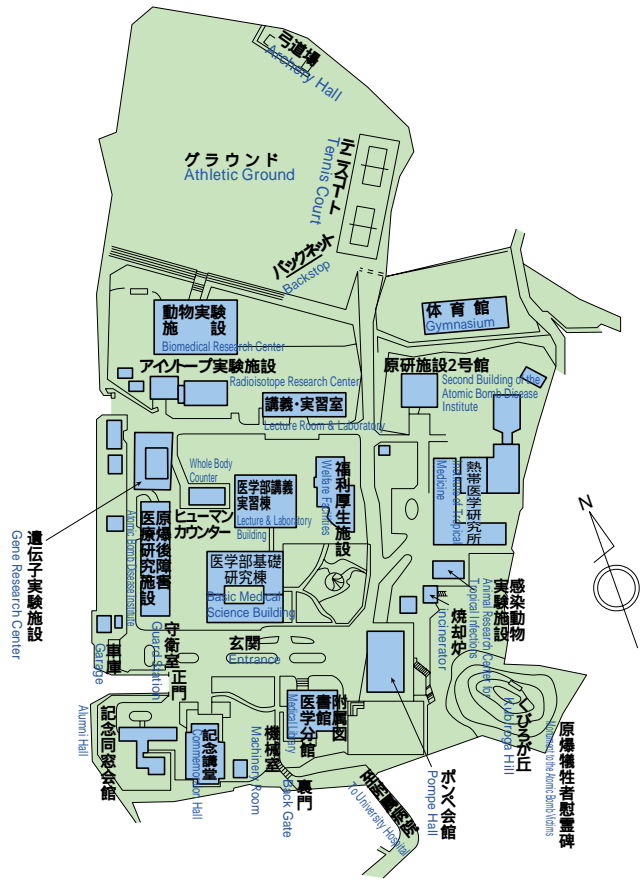 弓道場
Archery Hall
グラウンド
Athletic Ground
テニスコート
Tennis Court
バックネット
Backstop
体育館
Gymnasium
動物実験
施設
Biomedical Research Center
アイソトープ実験施設
Radioisotope Research Center
原研施設2号館
Second Building of the
Atomic Bomb Disease
Institute
講義・実習室
Lecture Room & Laboratory
Whole Body
Counter
ヒューマン
カウンター
医学部講義
実習棟
Lecture & Laboratory
Building
福利厚生施設
Welfare Facilities
熱帯医学研究所
Institute of Tropical
Medicine
原爆後障害
医療研究施設
Atomic Bomb Disease Institute
医学部基礎
研究棟
Basic Medical
Science Building
遺伝子実験施設
Gene Research Center
感染動物
実験施設
Animal Research Center to
Tropical Infections
焼却炉
incinerator
N
車庫
Garage
守衛室
正門
Guard Station
玄関
Entrance
くびろが丘
Kubiroga Hill
原爆犠牲者慰霊碑
Monument to the Atomic Bomb Victims
記念同窓会館
Alumni Hall
記念講堂
Commemoration Hall
機械室
Machinery Room
附属図
書館
医学分館
Medical Library
裏門
Back Gate
To University Hospital
ポンペ会館
Pompe Hall